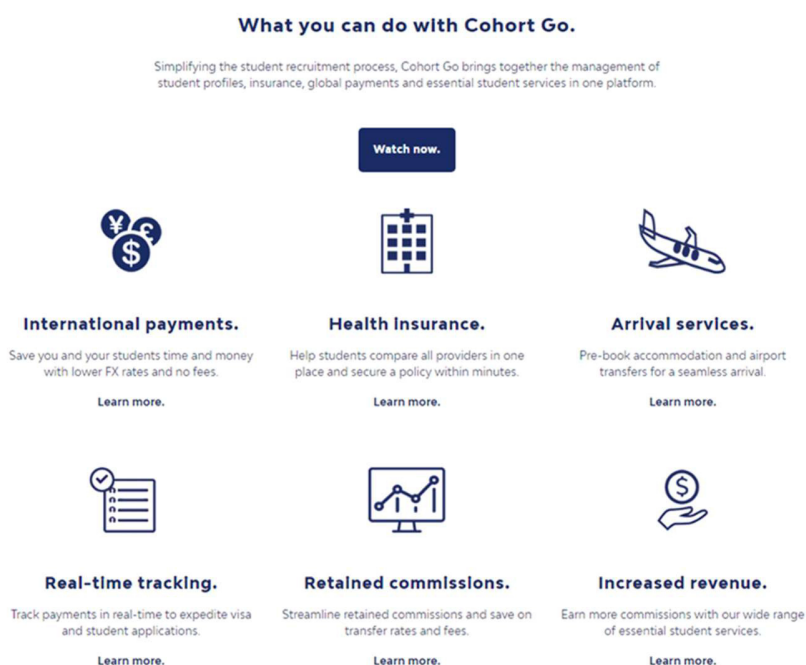 What you can do with Cohort Go.
Simplifying the student recruitment process, Cohort Go brings together the management of
student profiles, insurance, global payments and essential student services in one platform.
Watch now.
¥ £
$
International payments.
Save you and your students time and money
with lower FX rates and no fees.
Learn more.
Health insurance.
Help students compare all providers in one
place and secure a policy within minutes.
Learn more.
Arrival services.
Pre-book accommodation and airport
transfers for a seamless arrival.
Learn more.
Real-time tracking.
Track payments in real-time to expedite visa
and student applications.
Learn more.
Retained commissions.
Streamline retained commissions and save on
transfer rates and fees.
Learn more.
$
Increased revenue.
Earn more commissions with our wide range
of essential student services.
Learn more.